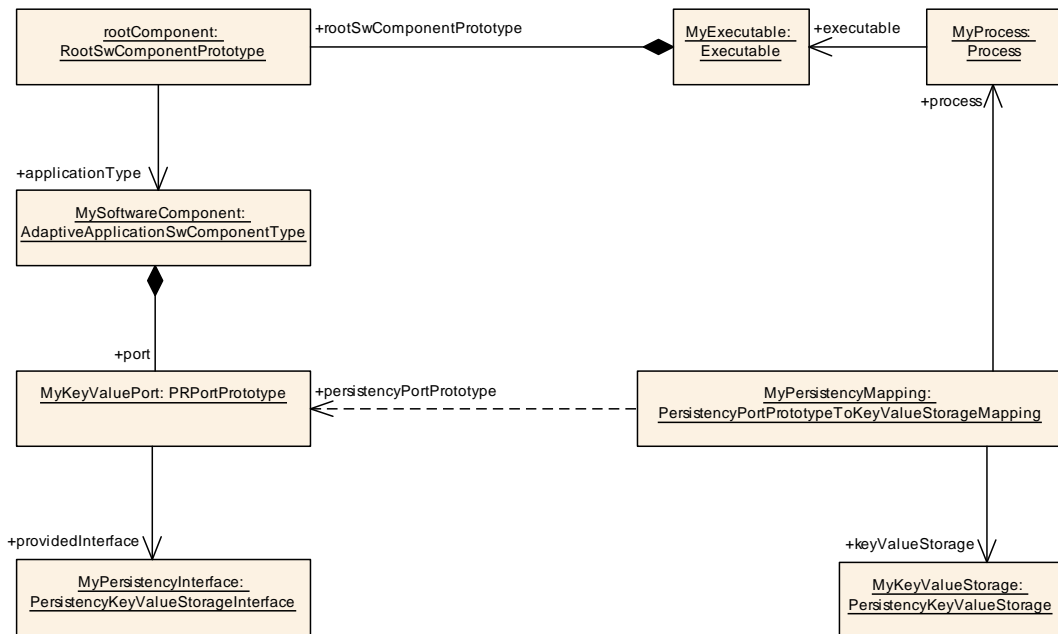 rootComponent:
RootSwComponentPrototype
+rootSwComponentPrototype
MyExecutable:
Executable
+executable
MyProcess:
Process
+process
+applicationType
MySoftwareComponent:
AdaptiveApplicationSwComponentType
+port
MyKeyValuePort: PRPortPrototype
+persistencyPortPrototype
MyPersistencyMapping:
PersistencyPortPrototypeToKeyValueStorageMapping
+providedInterface
+keyValueStorage
MyPersistencyInterface:
PersistencyKeyValueStorageInterface
MyKeyValueStorage:
PersistencyKeyValueStorage